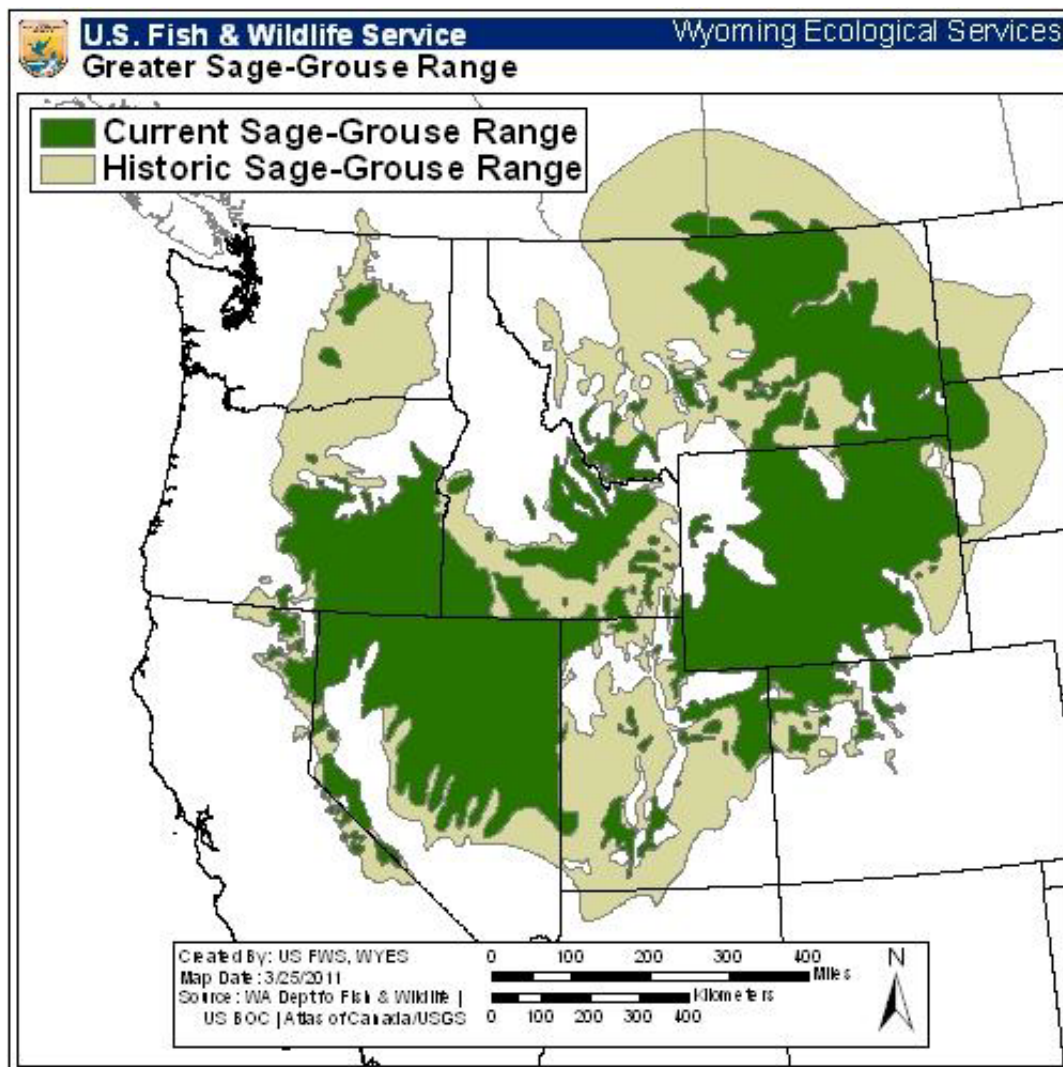 U.S. Fish & Wildlife Service
Wyoming Ecological Services
Greater Sage-Grouse Range
Current Sage-Grouse Range
Historic Sage-Grouse Range
Created By: US FWS, WYES
Map Date: 3/25/2011
Source: WA Dept fo Fish & Wildlife |
US BOC | Atlas of Canada/USGS
0 100 200 300 400
Miles
Kilometers
0 100 200 300 400
N